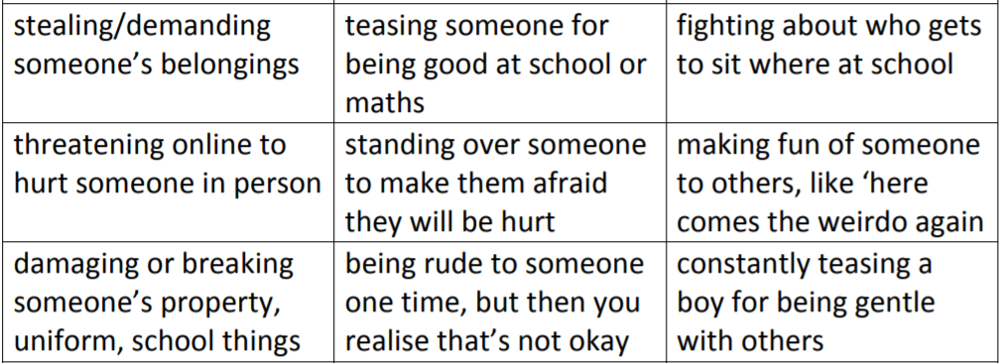 stealing/demanding
someone’s belongings
teasing someone for
being good at school or
maths
fighting about who gets
to sit where at school
threatening online to
hurt someone in person
standing over someone
to make them afraid
they will be hurt
making fun of someone
to others, like ‘here
comes the weirdo again
damaging or breaking
someone’s property,
uniform, school things
being rude to someone
one time, but then you
realise that’s not okay
constantly teasing a
boy for being gentle
with others